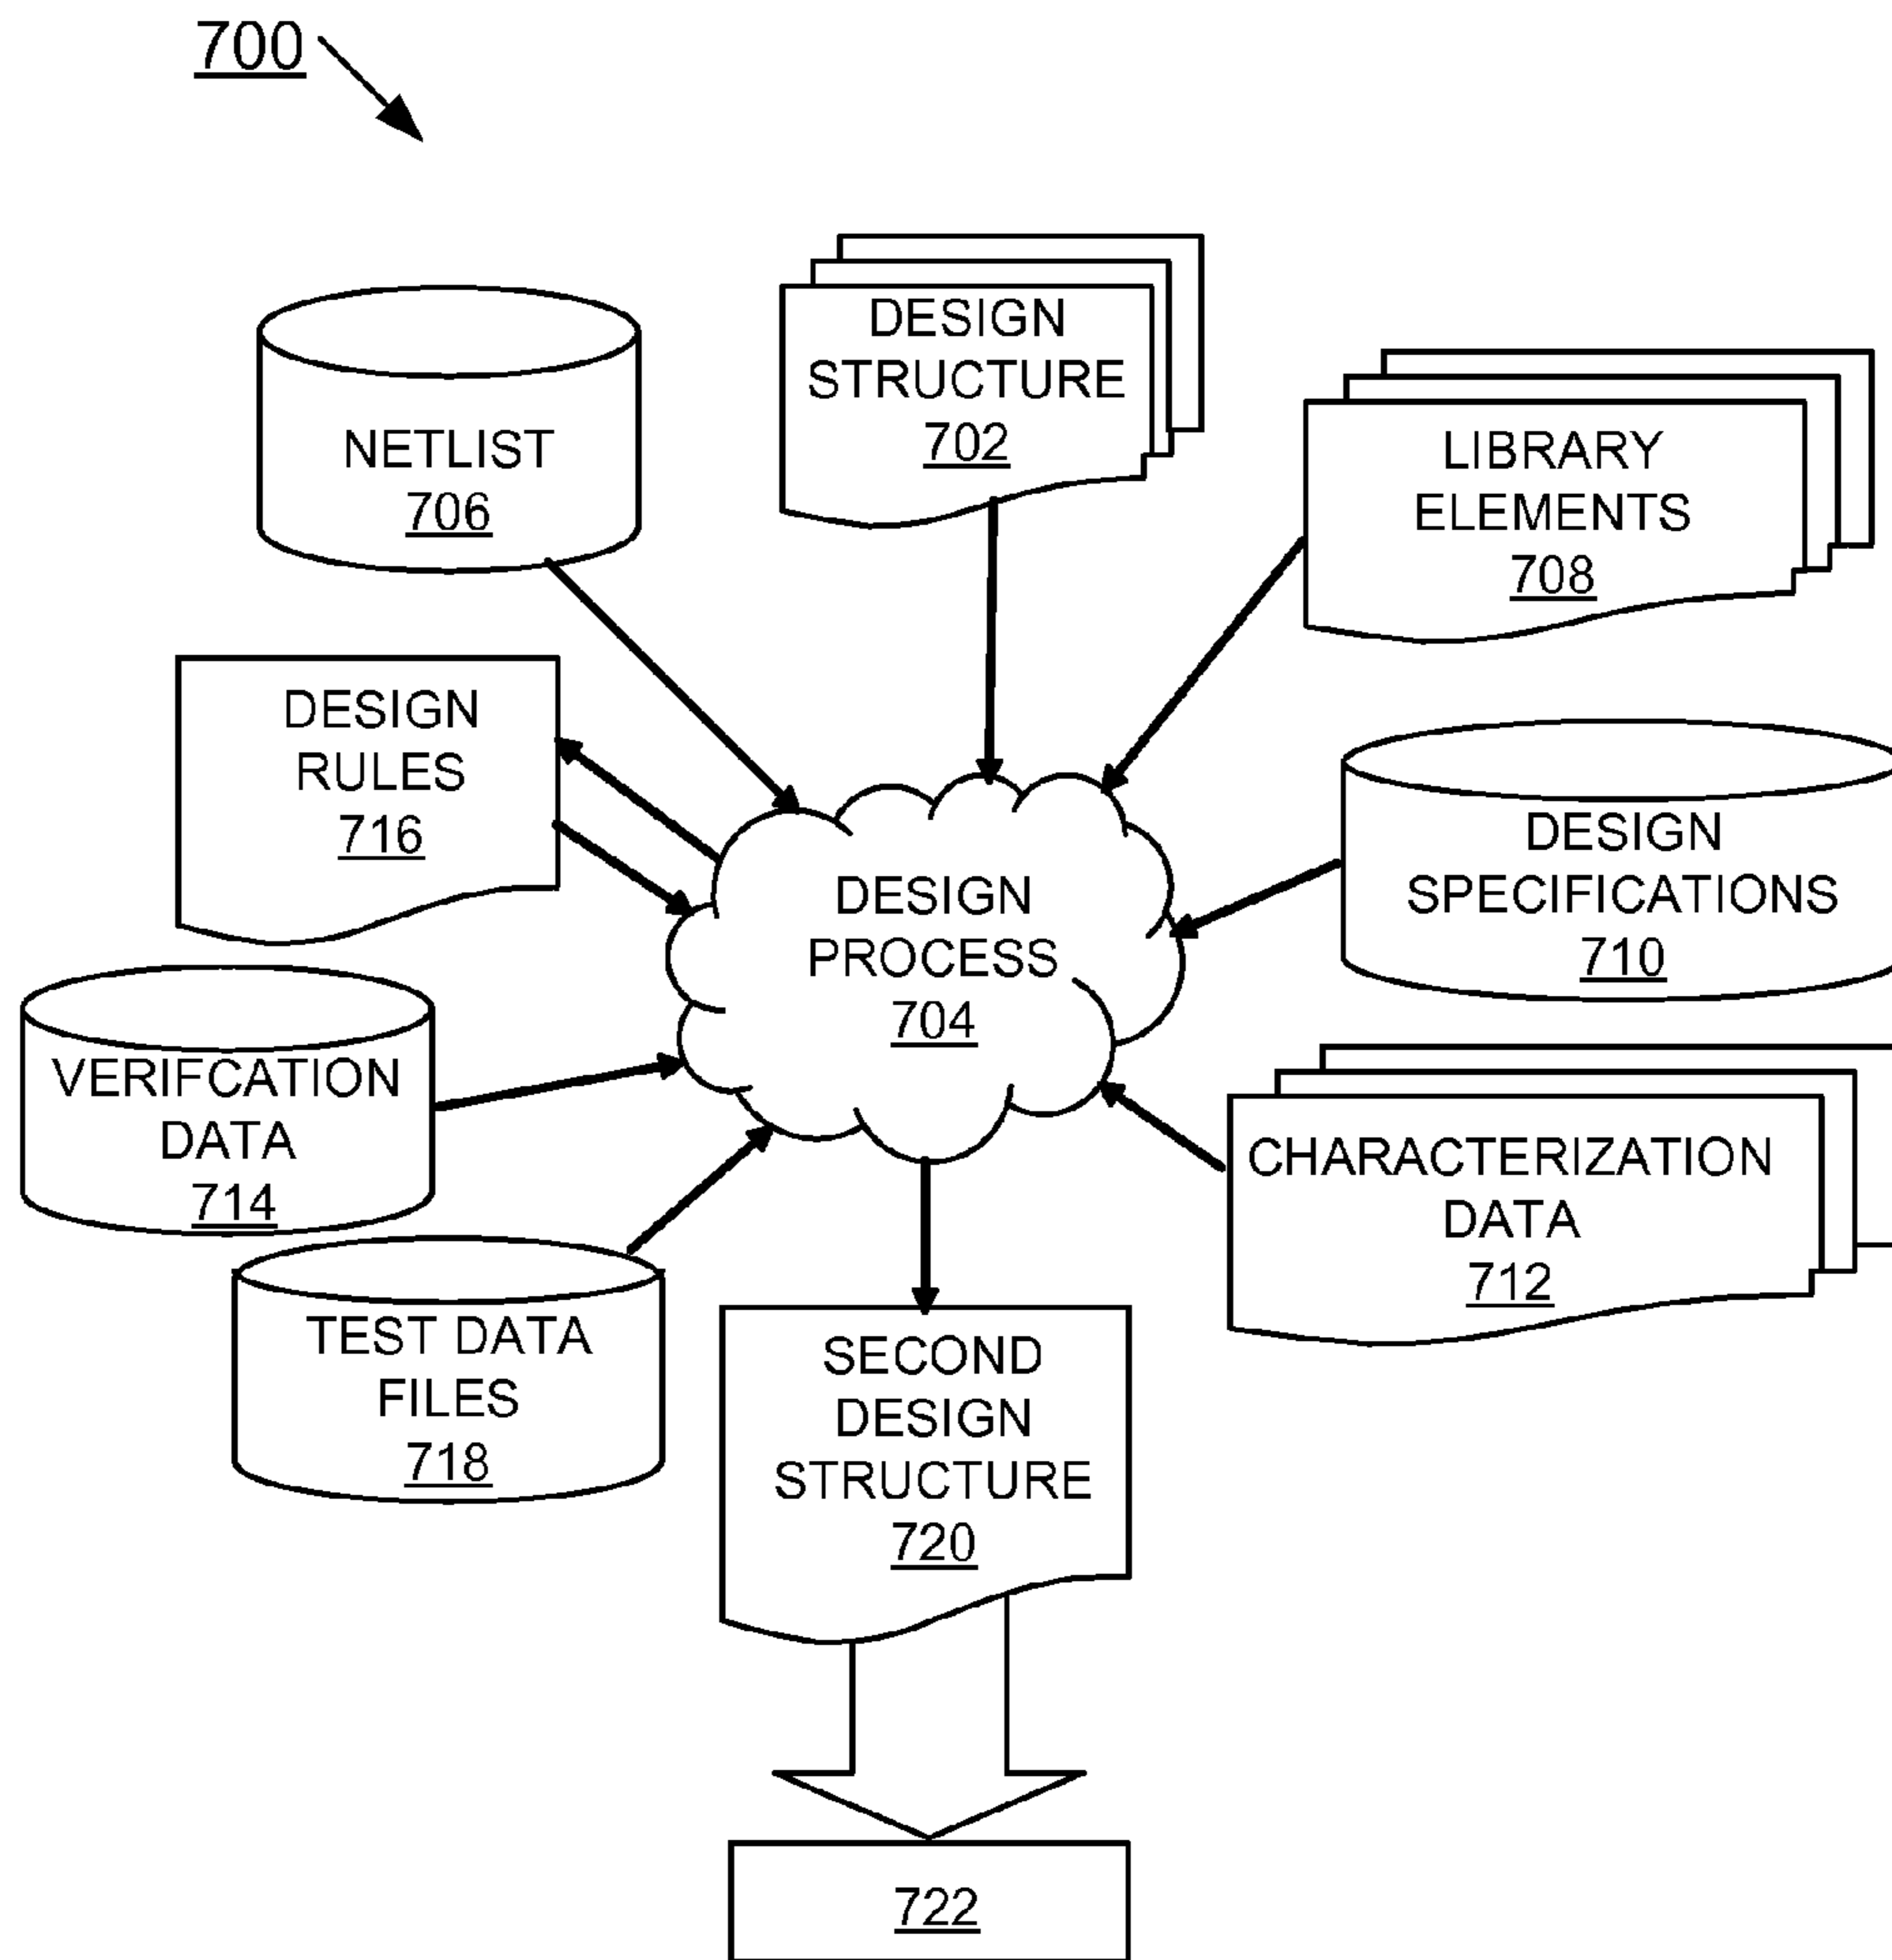 700
DESIGN
STRUCTURE
702
NETLIST
706
LIBRARY
ELEMENTS
708
DESIGN
RULES
716
DESIGN
SPECIFICATIONS
710
DESIGN
PROCESS
704
VERIFCATION
DATA
714
CHARACTERIZATION
DATA
712
TEST DATA
FILES
718
SECOND
DESIGN
STRUCTURE
720
722